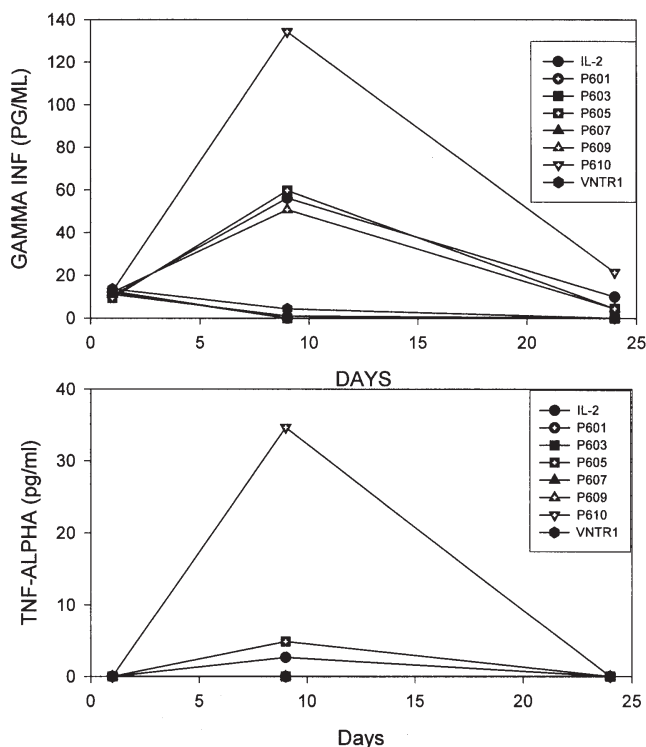 GAMMA INF (PG/ML)
140
120
100
80
60
40
20
0
IL-2
P601
P603
P605
P607
P609
P610
VNTR1
0 5 10 15 20 25
DAYS
TNF-ALPHA (pg/ml)
40
30
20
10
0
IL-2
P601
P603
P605
P607
P609
P610
VNTR1
0 5 10 15 20 25
Days